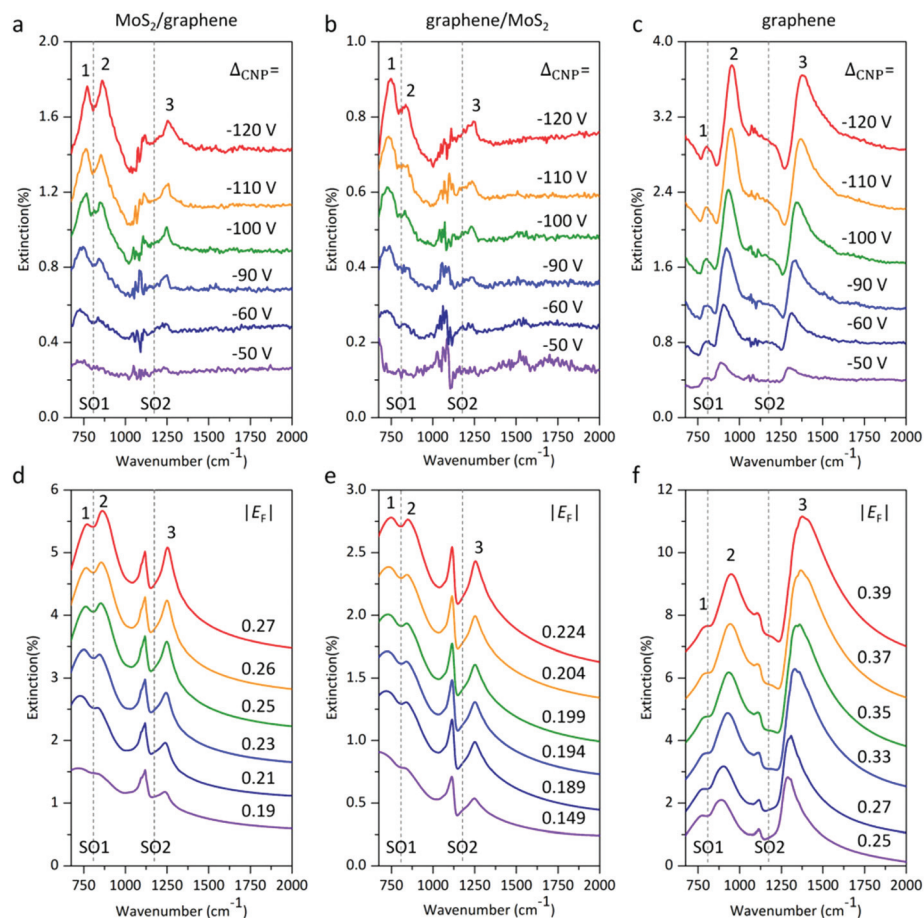 MoS2/graphene
graphene/MoS2
graphene
a
b
c
2.0
1.6
1.2
0.8
0.4
0.0
Extinction(%)
1
2
3
ΔCNP=
-120 V
-110 V
-100 V
-90 V
-60 V
-50 V
SO1
SO2
750 1000 1250 1500 1750 2000
Wavenumber (cm-1)
1.0
0.8
0.6
0.4
0.2
0.0
Extinction(%)
1
2
3
ΔCNP=
-120 V
-110 V
-100 V
-90 V
-60 V
-50 V
SO1
SO2
750 1000 1250 1500 1750 2000
Wavenumber (cm-1)
4.0
3.2
2.4
1.6
0.8
0.0
Extinction(%)
1
2
3
ΔCNP=
-120 V
-110 V
-100 V
-90 V
-60 V
-50 V
SO1
SO2
750 1000 1250 1500 1750 2000
Wavenumber (cm-1)
d
e
f
6
5
4
3
2
1
0
Extinction(%)
1
2
3
|EF|
0.27
0.26
0.25
0.23
0.21
0.19
SO1
SO2
750 1000 1250 1500 1750 2000
Wavenumber (cm-1)
3.0
2.5
2.0
1.5
1.0
0.5
0.0
Extinction(%)
1
2
3
|EF|
0.224
0.204
0.199
0.194
0.189
0.149
SO1
SO2
750 1000 1250 1500 1750 2000
Wavenumber (cm-1)
12
10
8
6
4
2
0
Extinction(%)
1
2
3
|EF|
0.39
0.37
0.35
0.33
0.27
0.25
SO1
SO2
750 1000 1250 1500 1750 2000
Wavenumber (cm-1)